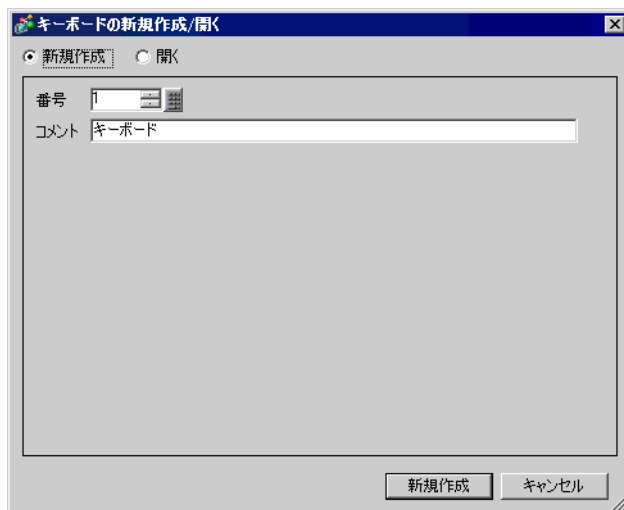 キーボードの新規作成/開く
新規作成 開く
番号 1
コメント キーボード
新規作成 キャンセル